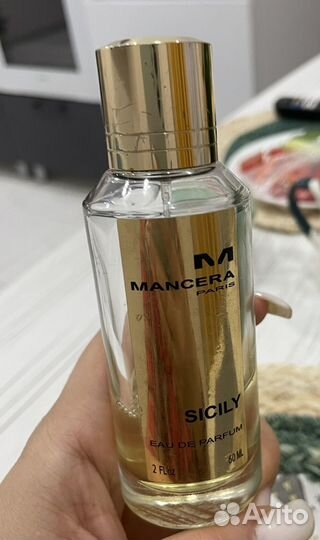 M
MANCERA
PARIS
SICILY
EAU DE PARFUM
2 FL.oz 60 ML
Avito